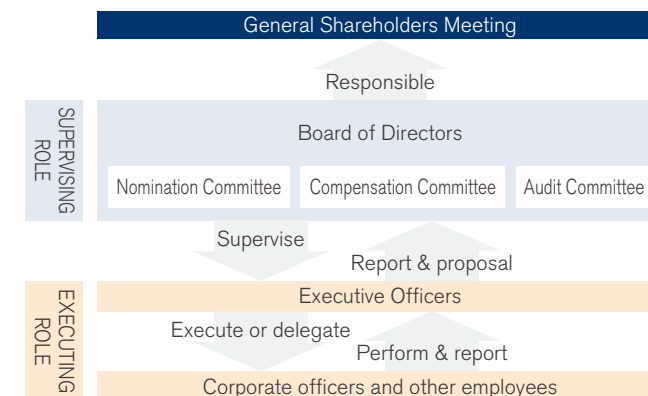 General Shareholders Meeting
Responsible
SUPERVISING
ROLE
Board of Directors
Nomination Committee
Compensation Committee
Audit Committee
Supervise
Report & proposal
EXECUTING
ROLE
Executive Officers
Execute or delegate
Perform & report
Corporate officers and other employees